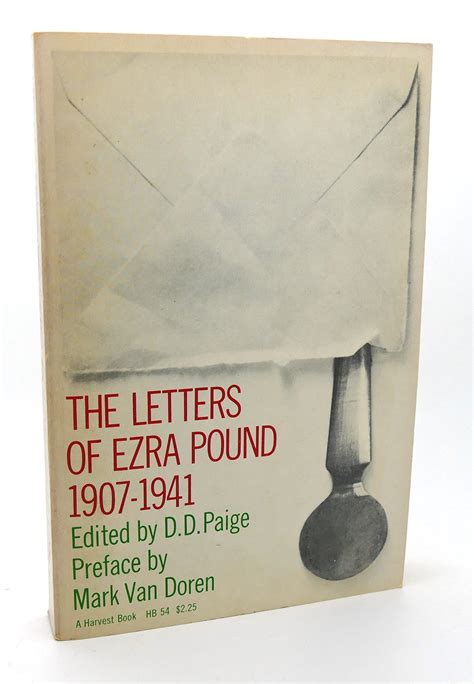 THE LETTERS
OF EZRA POUND
1907-1941
Edited by D.D.Paige
Preface by
Mark Van Doren
A Harvest Book HB 54 $2.25